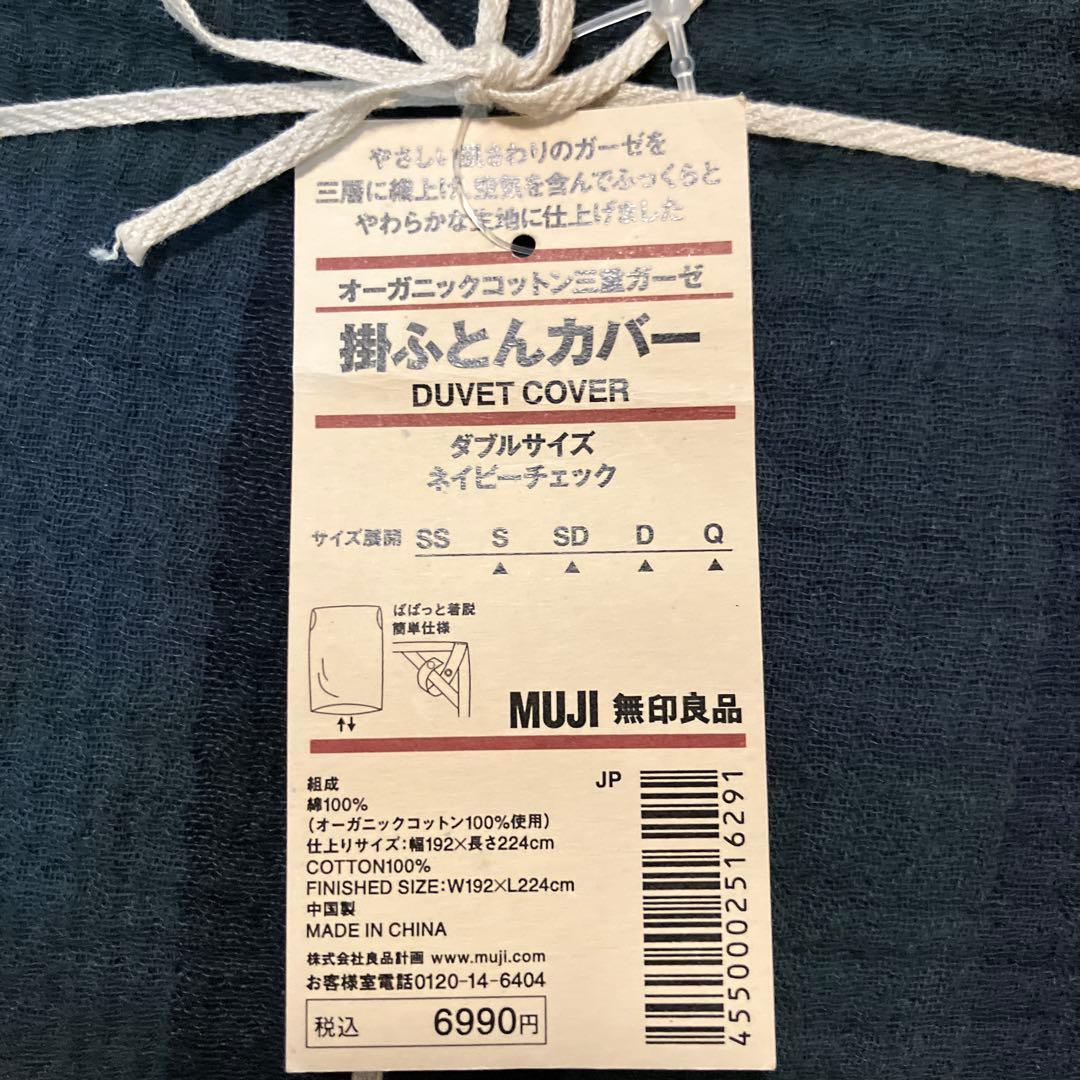 やさしい肌ざわりのガーゼを
三層に織上げ、空気を含んでふっくらと
やわらかな生地に仕上げました
オーガニックコットン三重ガーゼ
掛ふとんカバー
DUVET COVER
ダブルサイズ
ネイビーチェック
サイズ展開 SS S SD D Q
ぱぱっと着脱
簡単仕様
MUJI 無印良品
組成
綿100%
(オーガニックコットン100%使用)
仕上りサイズ:幅192×長さ224cm
COTTON100%
FINISHED SIZE:W192×L224cm
中国製
MADE IN CHINA
株式会社良品計画 www.muji.com
お客様室電話0120-14-6404
税込 6990円
JP
4550002516291